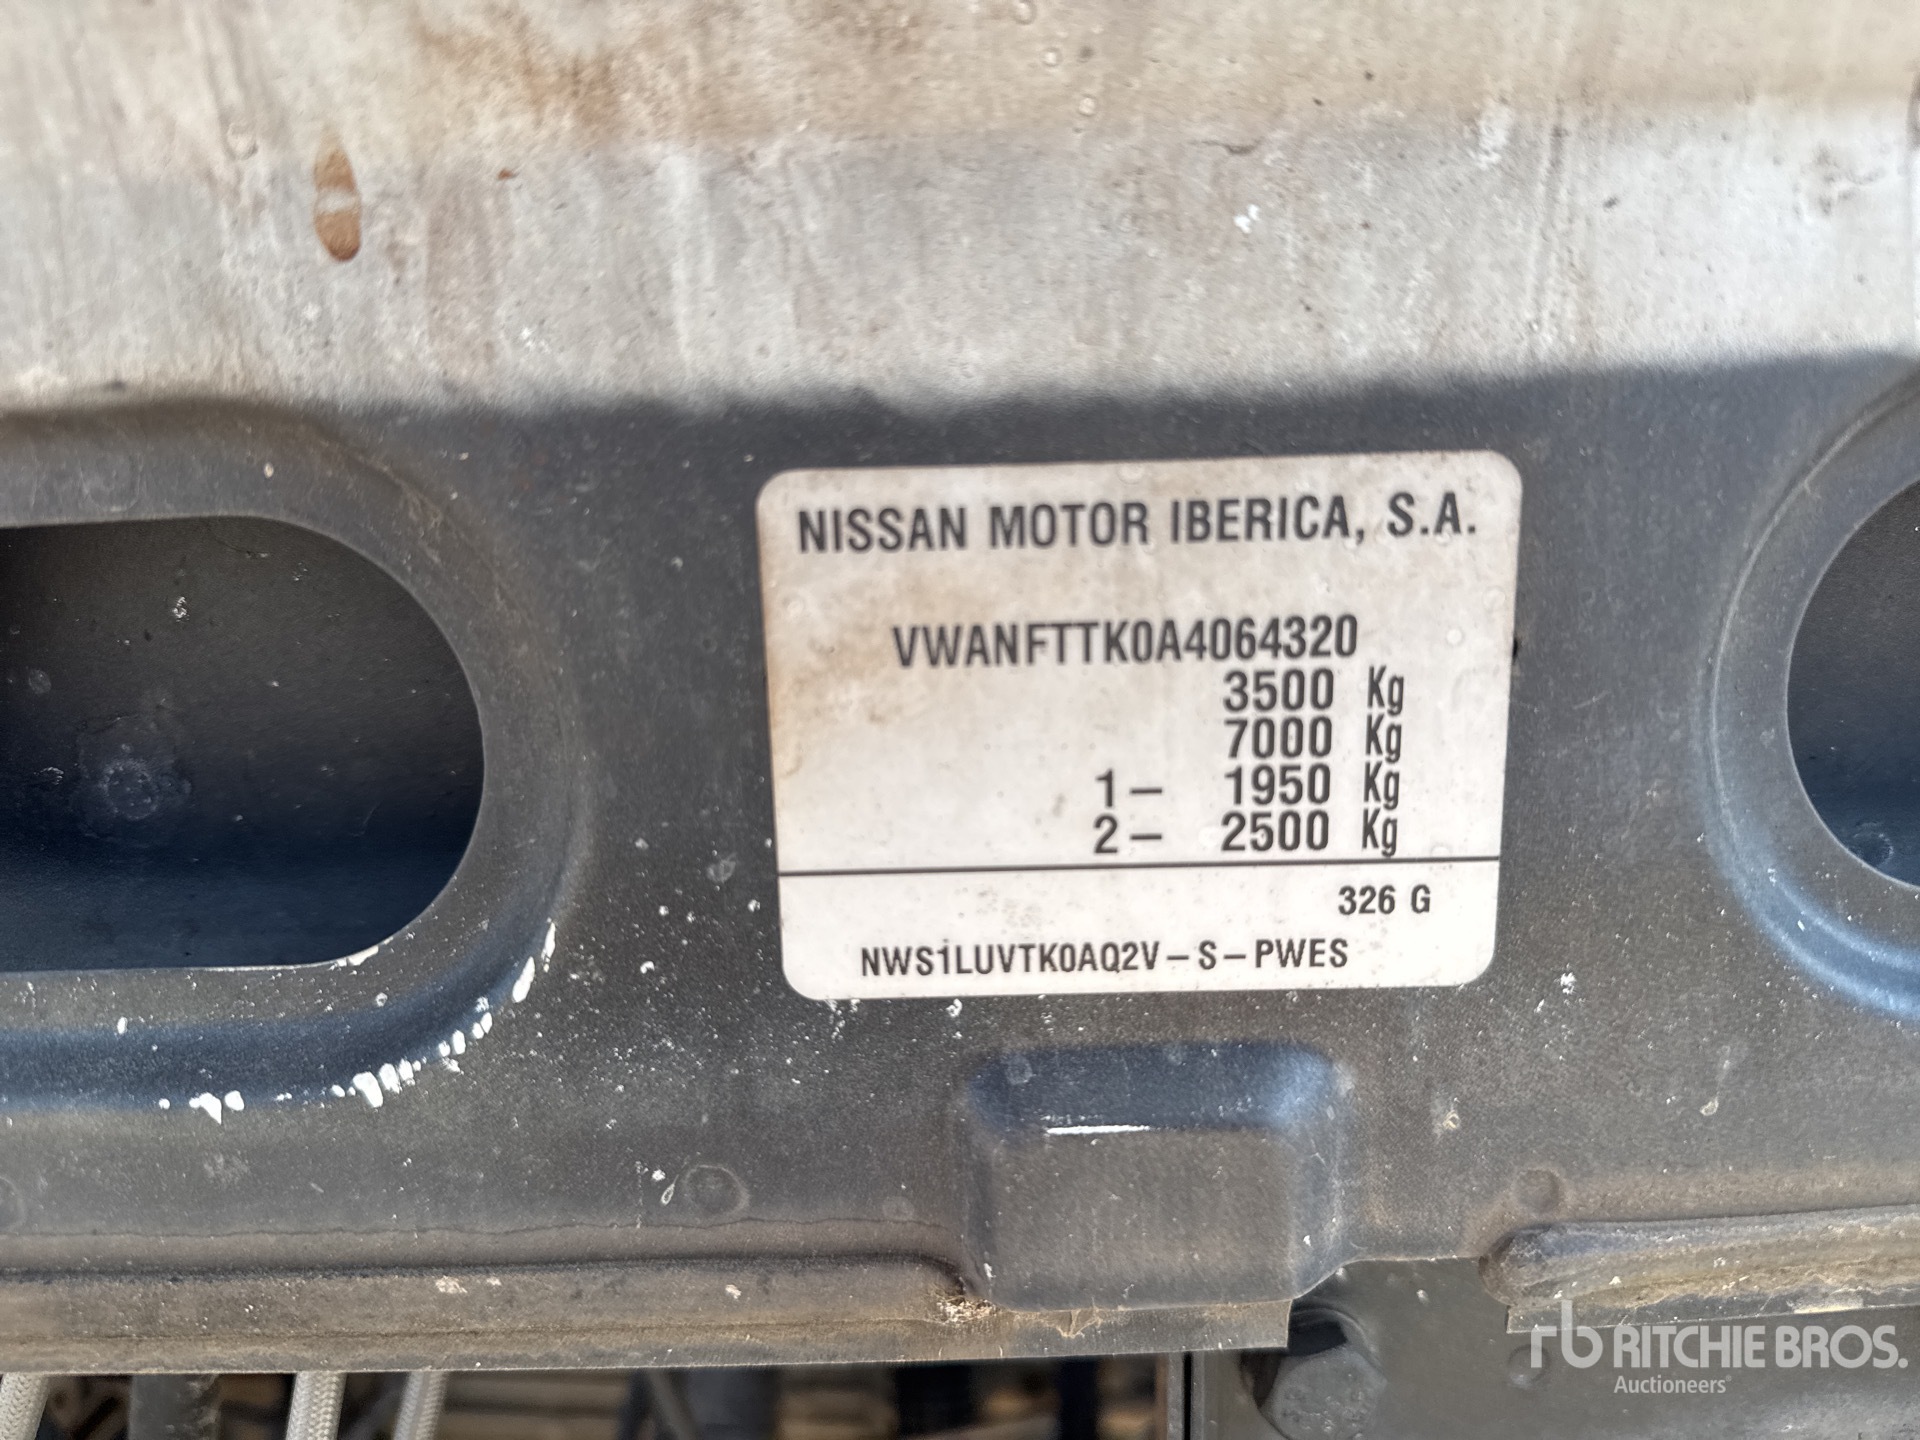 NISSAN MOTOR IBERICA, S.A.
VWANFTTK0A4064320
3500 Kg
7000 Kg
1- 1950 Kg
2- 2500 Kg
326 G
NWS1LUVTK0AQ2V-S-PWES
rb RITCHIE BROS.
Auctioneers